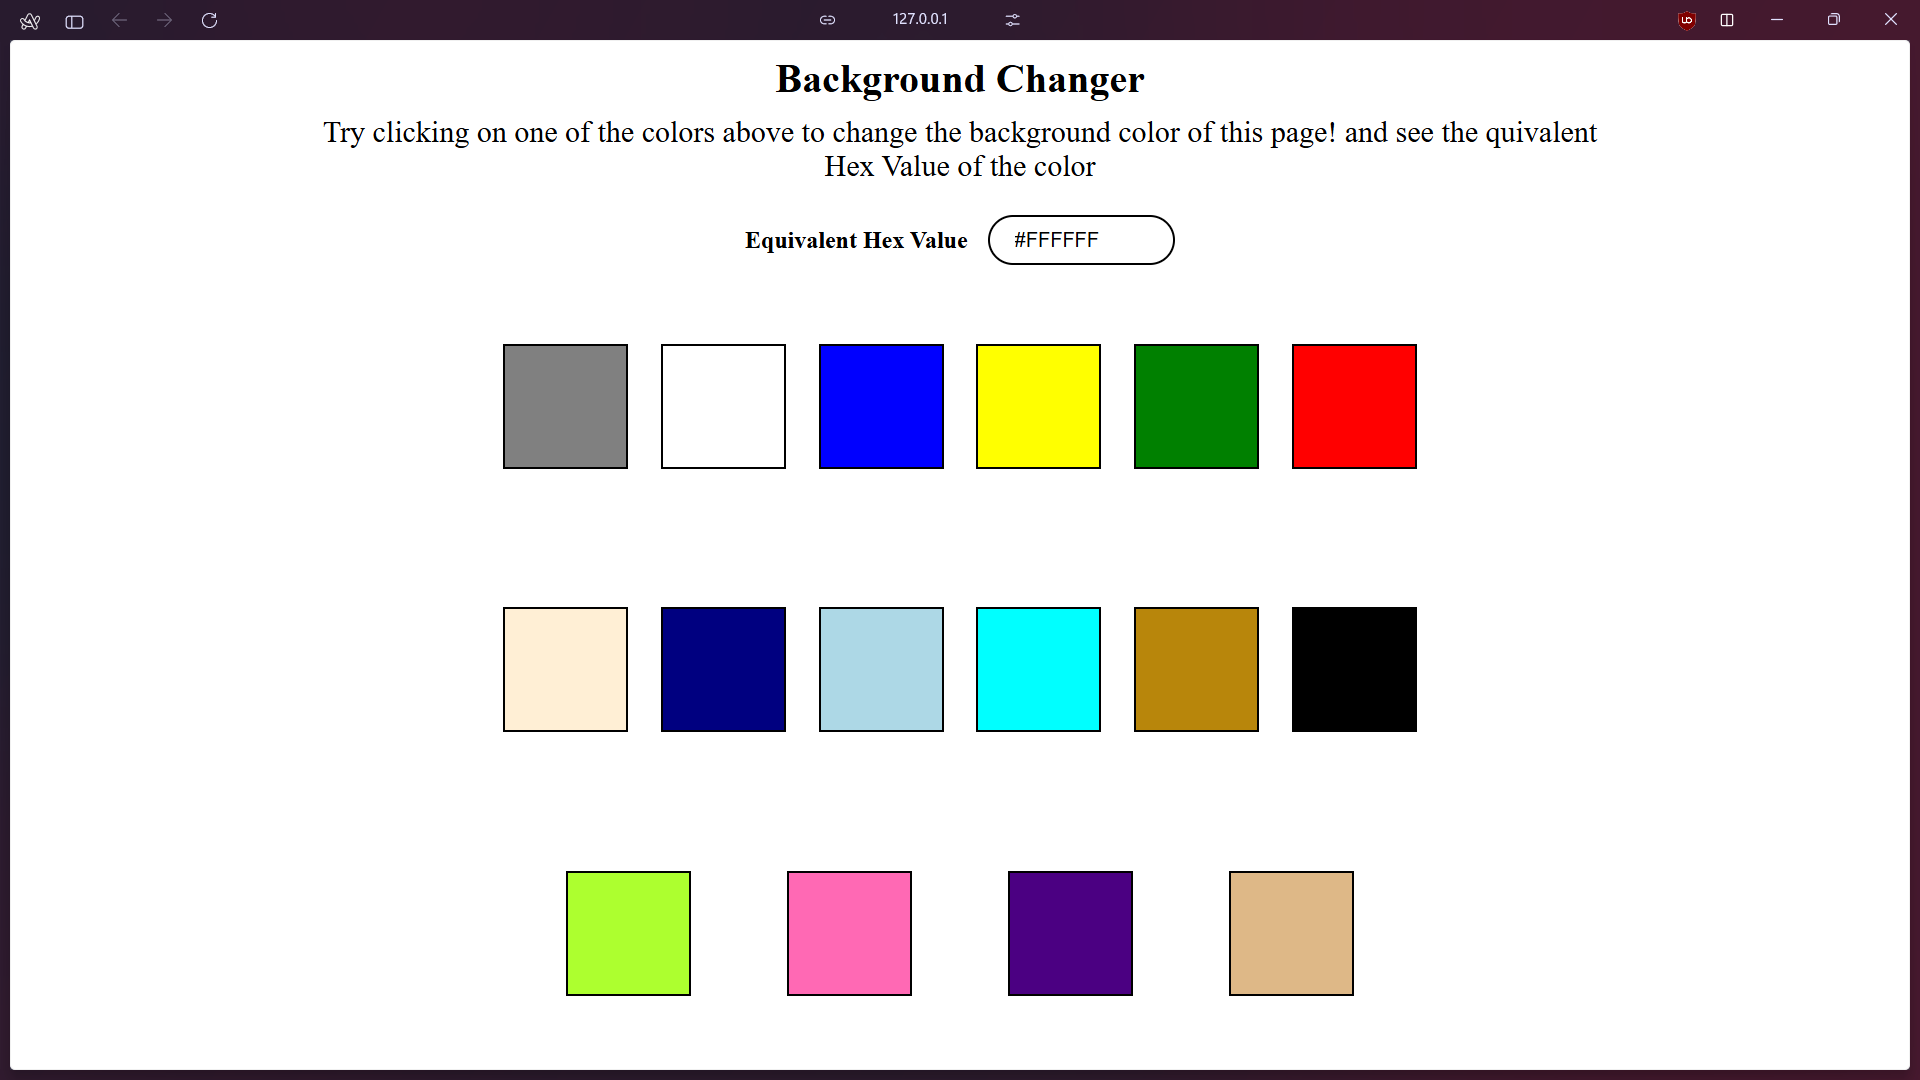 127.0.0.1
Background Changer
Try clicking on one of the colors above to change the background color of this page! and see the quivalent
Hex Value of the color
Equivalent Hex Value #FFFFFF